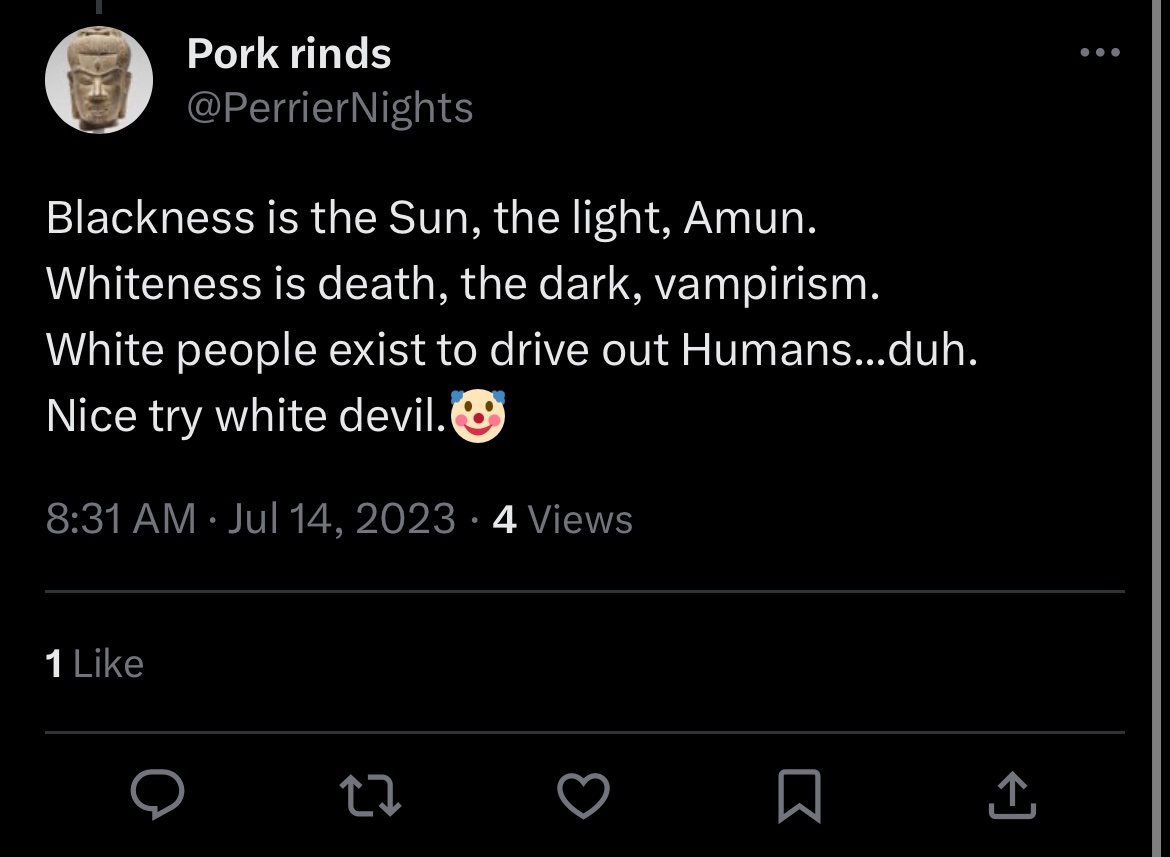 Pork rinds
@PerrierNights
Blackness is the Sun, the light, Amun.
Whiteness is death, the dark, vampirism.
White people exist to drive out Humans...duh.
Nice try white devil.🤡
8:31 AM · Jul 14, 2023 · 4 Views
1 Like